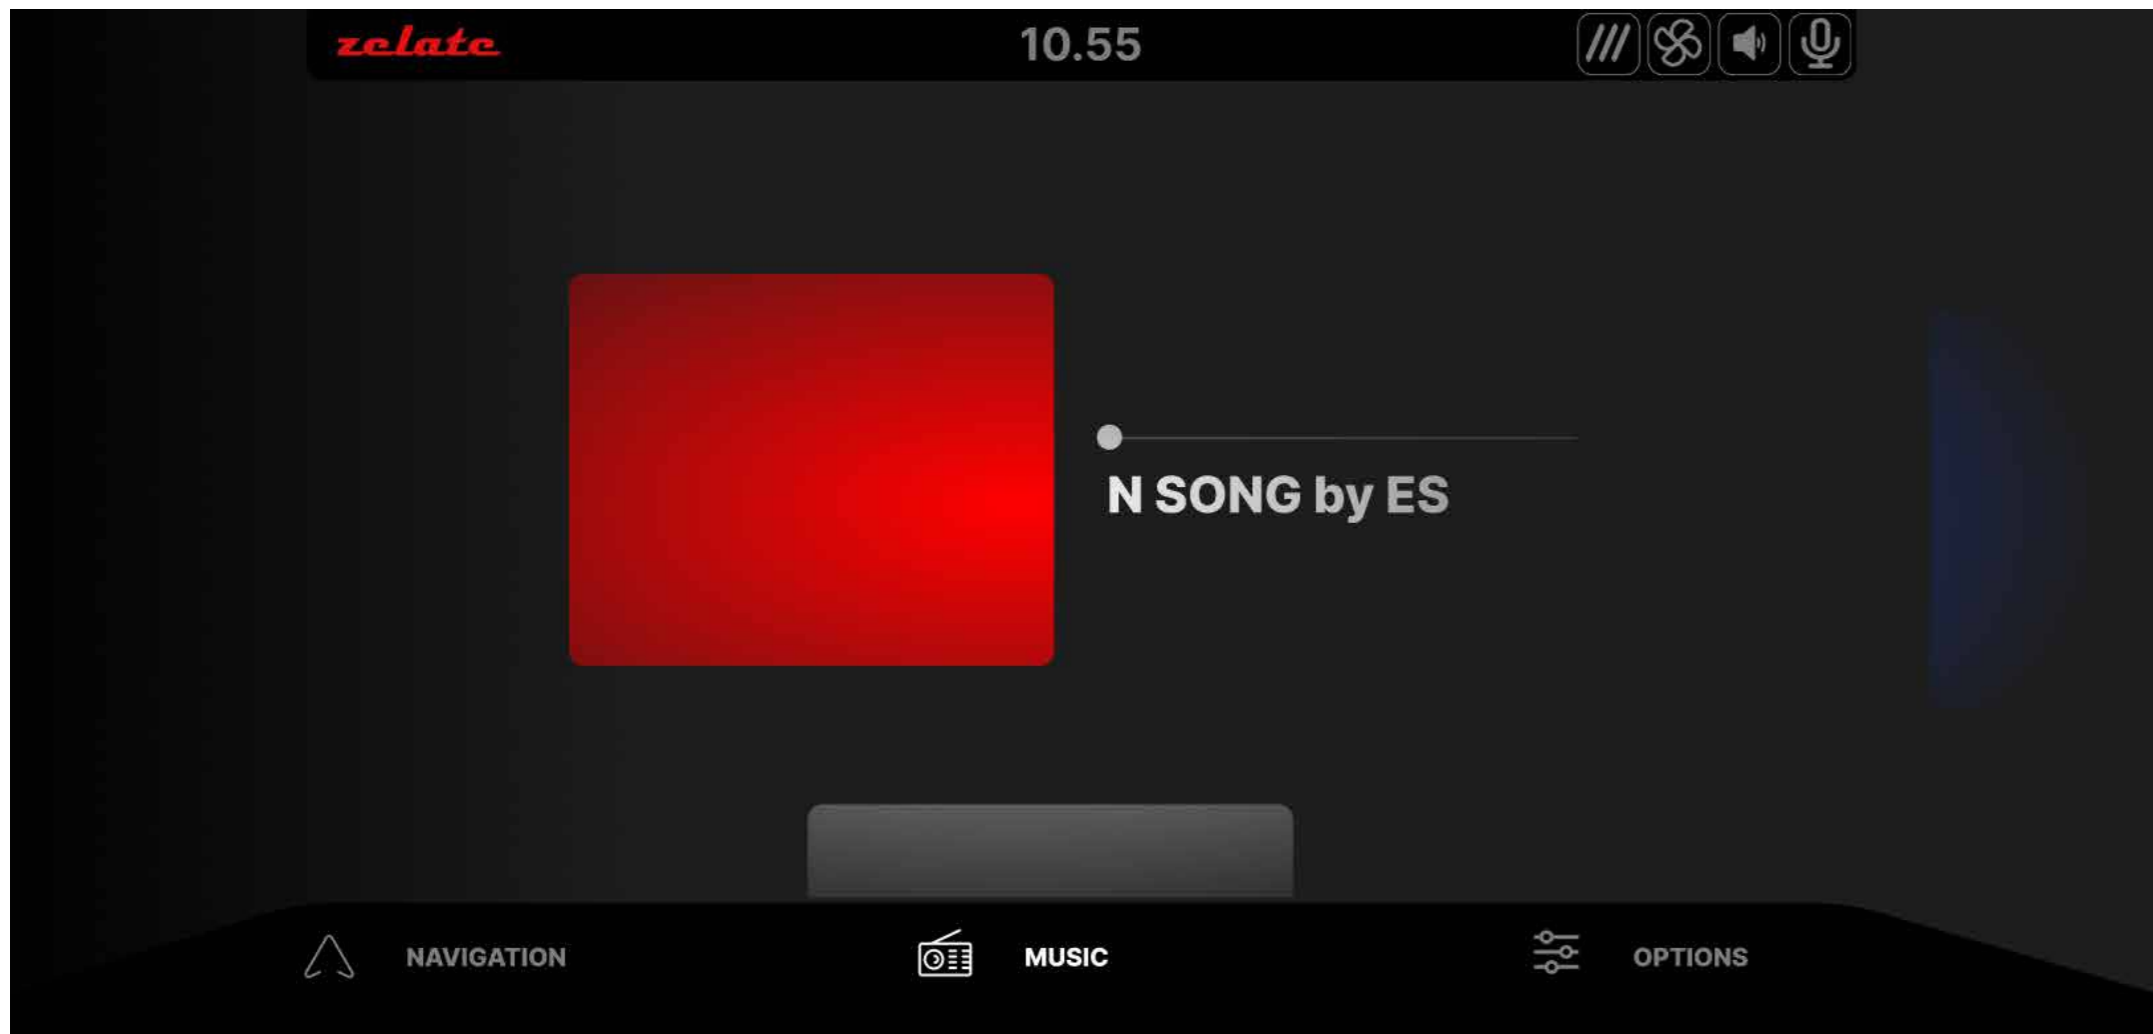 zelate
10.55
N SONG by ES
NAVIGATION
MUSIC
OPTIONS